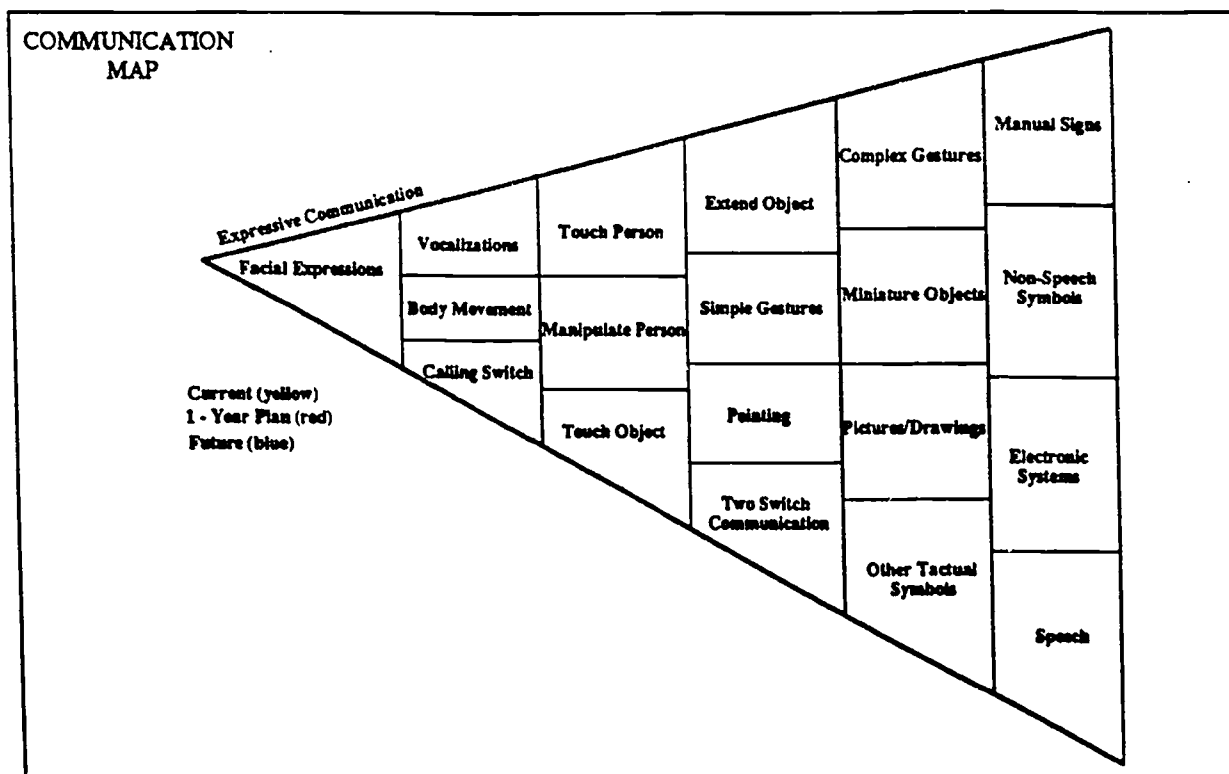 COMMUNICATION
MAP
Expressive Communication
Facial Expressions
Vocalizations
Body Movement
Calling Switch
Touch Person
Manipulate Person
Touch Object
Extend Object
Simple Gestures
Pointing
Two Switch
Communication
Complex Gestures
Miniature Objects
Pictures/Drawings
Other Tactual
Symbols
Manual Signs
Non-Speech
Symbols
Electronic
Systems
Speech
Current (yellow)
1 - Year Plan (red)
Future (blue)